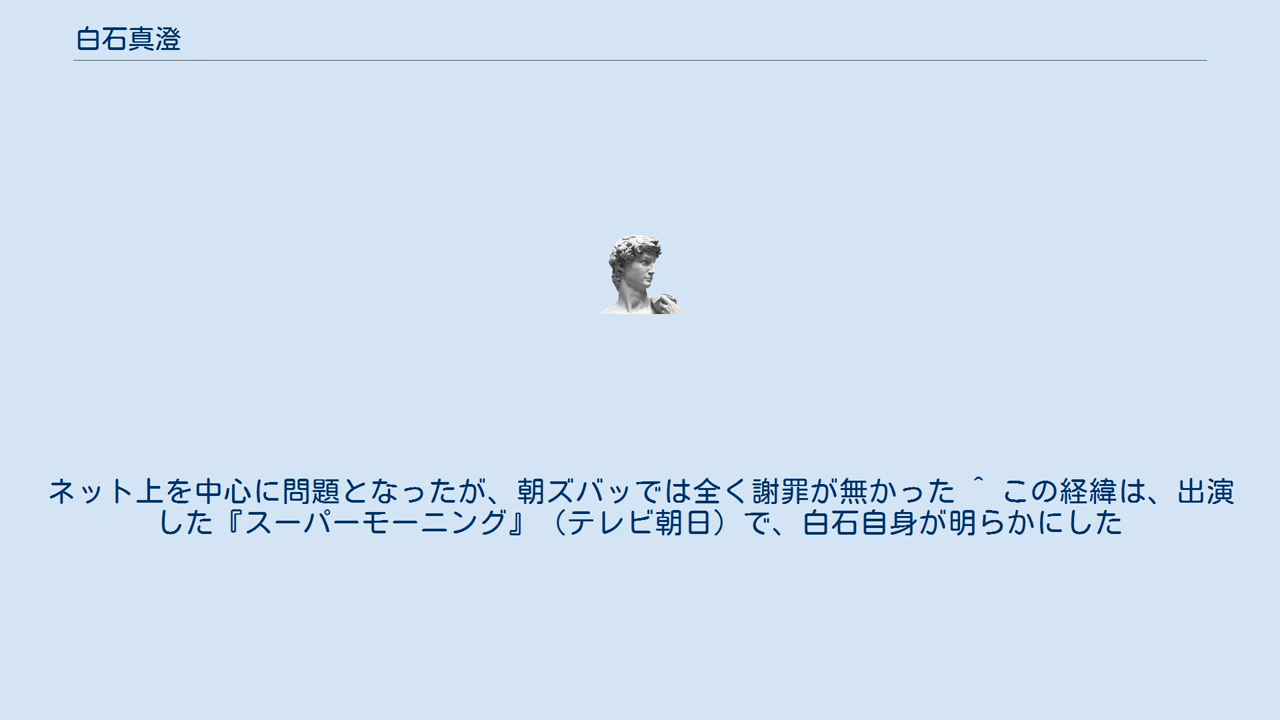 白石真澄
ネット上を中心に問題となったが、朝ズバッでは全く謝罪が無かった ＾ この経緯は、出演
した『スーパーモーニング』（テレビ朝日）で、白石自身が明らかにした